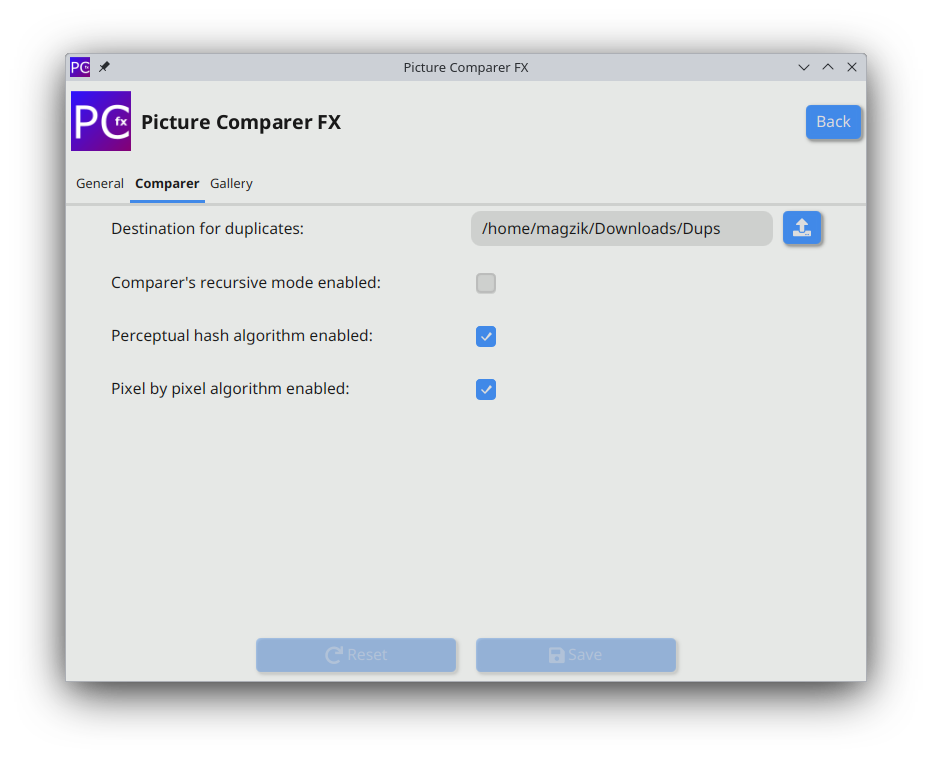 PC fx Picture Comparer FX
PC fx Picture Comparer FX Back
General Comparer Gallery
Destination for duplicates: /home/magzik/Downloads/Dups
Comparer's recursive mode enabled:
Perceptual hash algorithm enabled:
Pixel by pixel algorithm enabled:
Reset Save